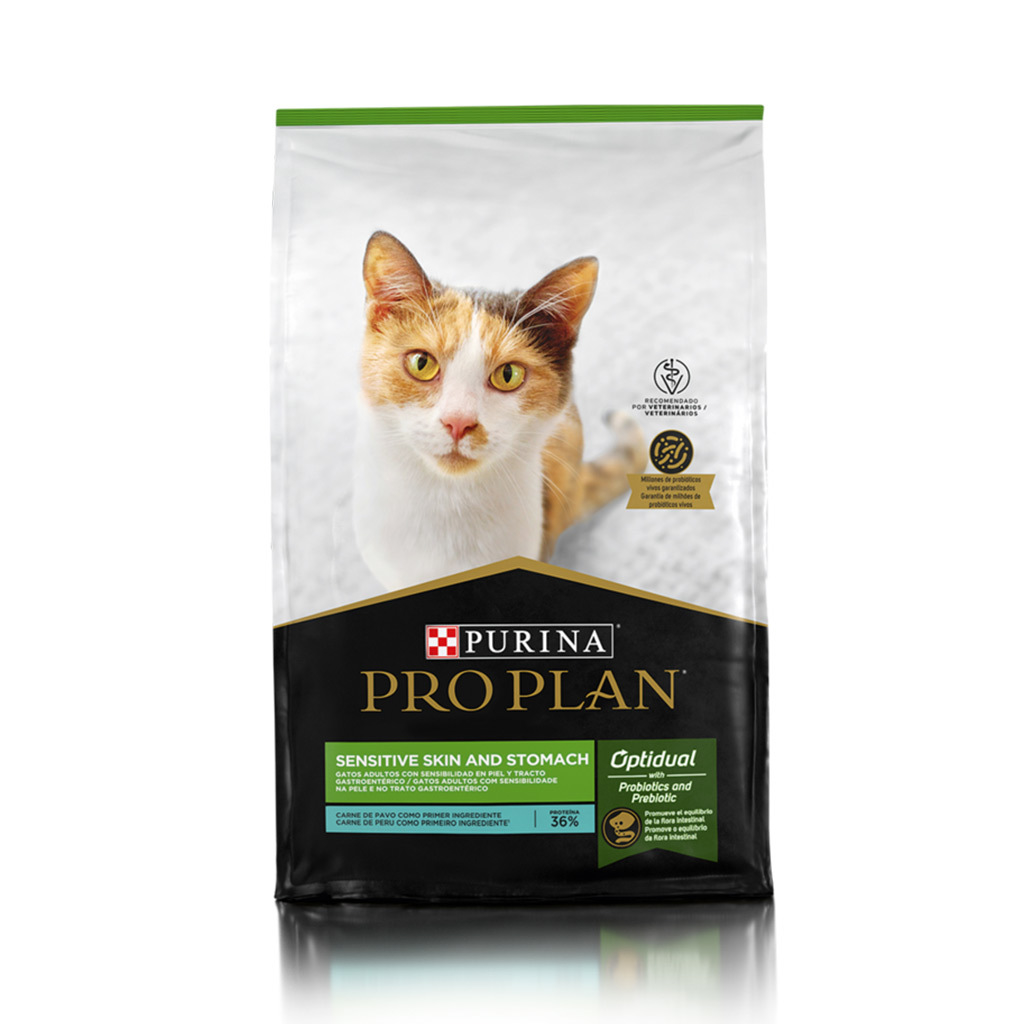 RECOMENDADO
POR VETERINARIOS /
VETERINÁRIOS
Millones de probióticos
vivos garantizados
Garantía de milhões de
probióticos vivos
PURINA®
PRO PLAN®
SENSITIVE SKIN AND STOMACH
GATOS ADULTOS CON SENSIBILIDAD EN PIEL Y TRACTO
GASTROENTÉRICO / GATOS ADULTOS COM SENSIBILIDADE
NA PELE E NO TRATO GASTROENTÉRICO
CARNE DE PAVO COMO PRIMER INGREDIENTE
CARNE DE PERU COMO PRIMEIRO INGREDIENTE¹
PROTEÍNA
36%
Optidual
with
Probiotics and
Prebiotic
Promueve el equilibrio
de la flora intestinal
Promove o equilíbrio
da flora intestinal